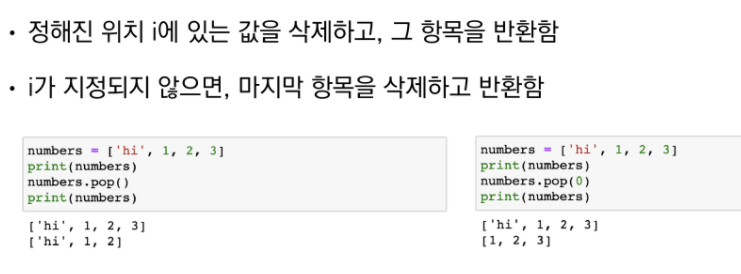 • 정해진 위치 i에 있는 값을 삭제하고, 그 항목을 반환함
• i가 지정되지 않으면, 마지막 항목을 삭제하고 반환함
numbers = ['hi', 1, 2, 3]
print(numbers)
numbers.pop()
print(numbers)
['hi', 1, 2, 3]
['hi', 1, 2]
numbers = ['hi', 1, 2, 3]
print(numbers)
numbers.pop(0)
print(numbers)
['hi', 1, 2, 3]
[1, 2, 3]